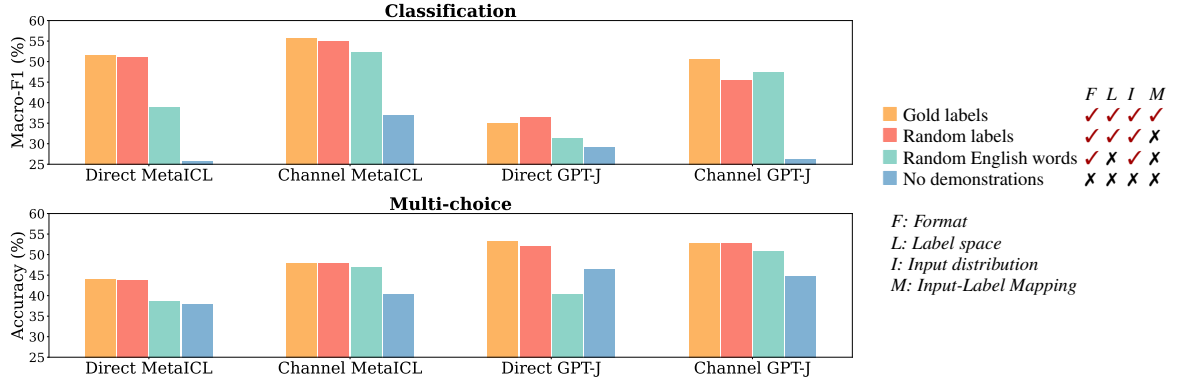 Classification
Macro-F1 (%)
60
55
50
45
40
35
30
25
Direct MetaICL Channel MetaICL Direct GPT-J Channel GPT-J
Multi-choice
Accuracy (%)
60
55
50
45
40
35
30
25
Direct MetaICL Channel MetaICL Direct GPT-J Channel GPT-J
F L I M
Gold labels ✓ ✓ ✓ ✓
Random labels ✓ ✓ ✓ ✗
Random English words ✓ ✗ ✓ ✗
No demonstrations ✗ ✗ ✗ ✗
F: Format
L: Label space
I: Input distribution
M: Input-Label Mapping